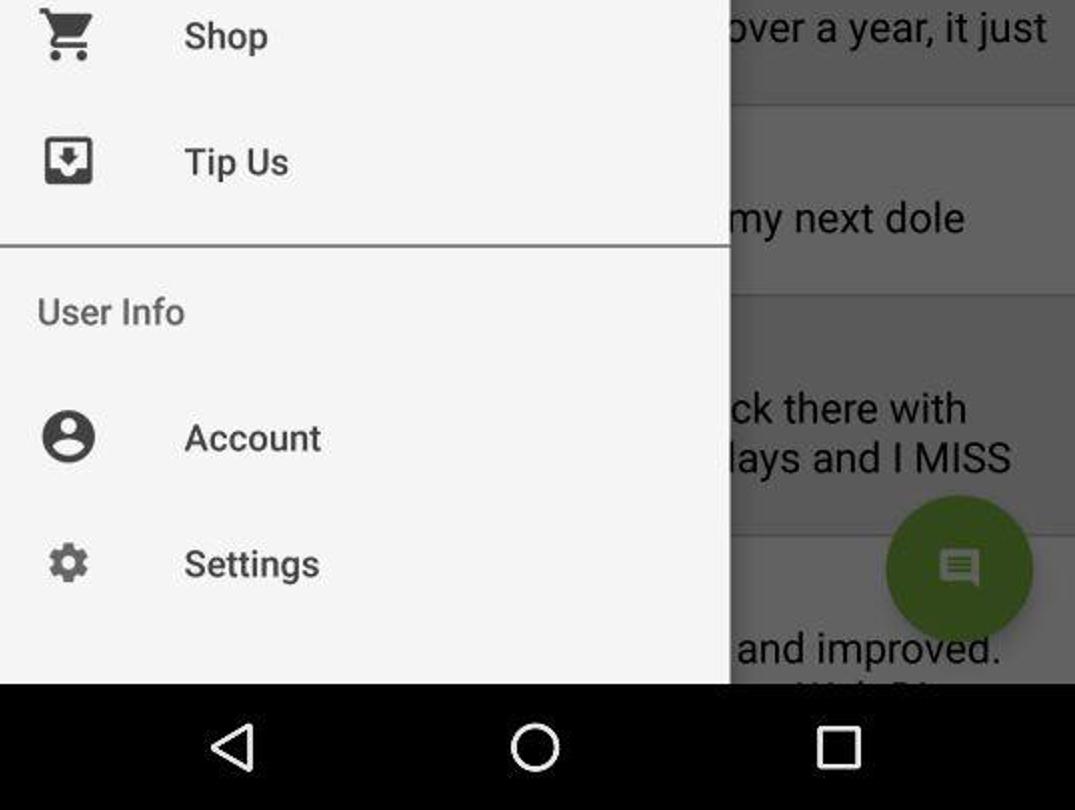 Shop
Tip Us
User Info
Account
Settings
over a year, it just
my next dole
ck there with
lays and I MISS
and improved.